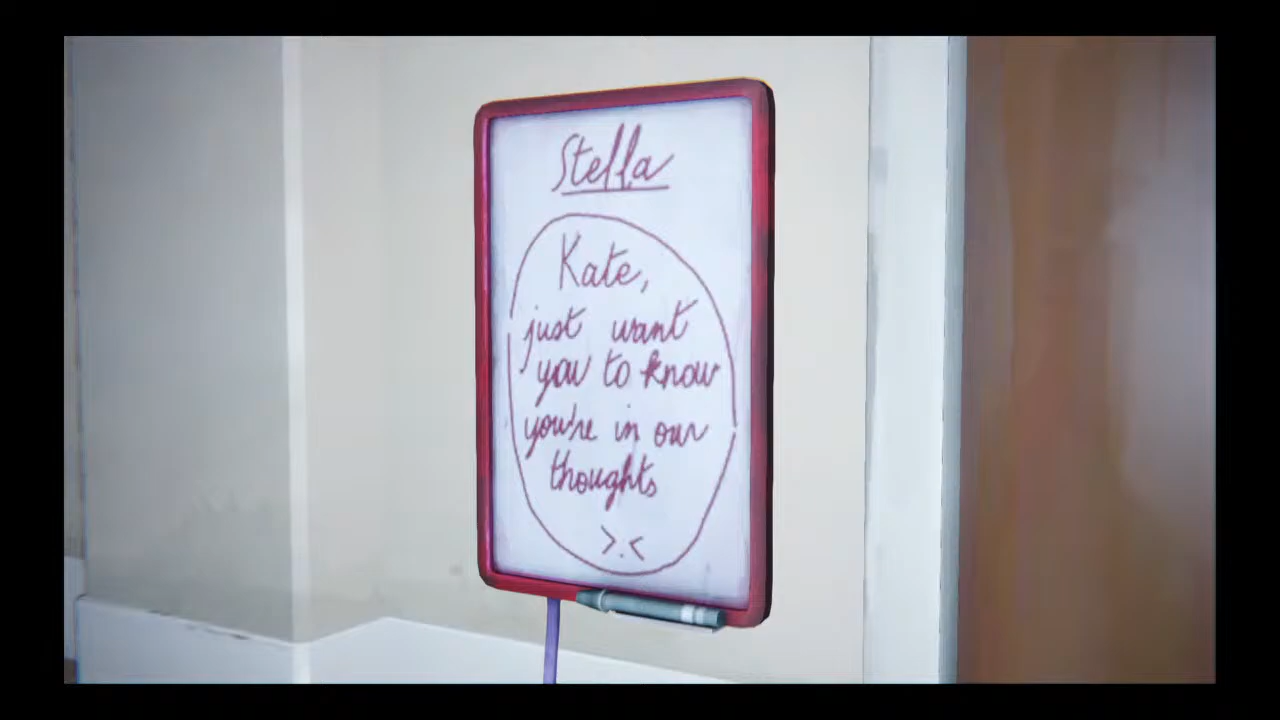 Stella
Kate,
just want
you to know
you're in our
thoughts
>.<